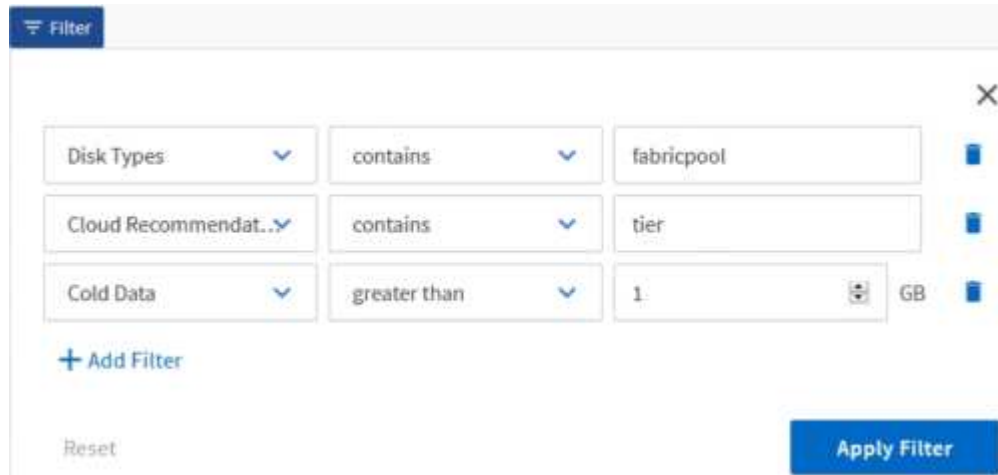 Filter
Disk Types contains fabricpool
Cloud Recommendat... contains tier
Cold Data greater than 1 GB
+ Add Filter
Reset Apply Filter